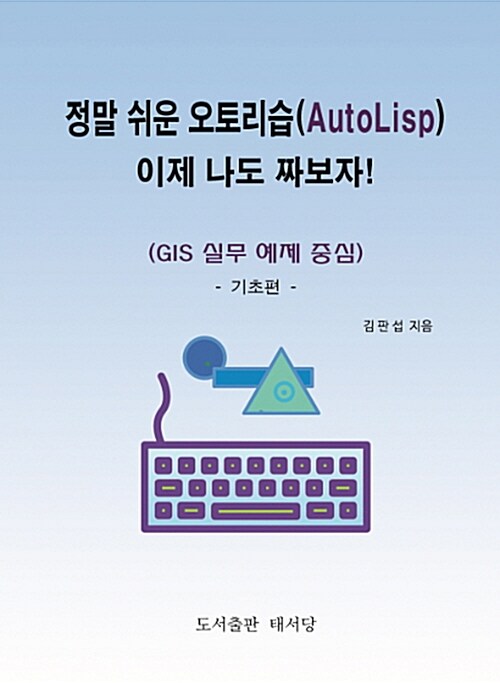 정말 쉬운 오토리습(AutoLisp)
이제 나도 짜보자!
(GIS 실무 예제 중심)
- 기초편 -
김판섭 지음
도서출판 태서당